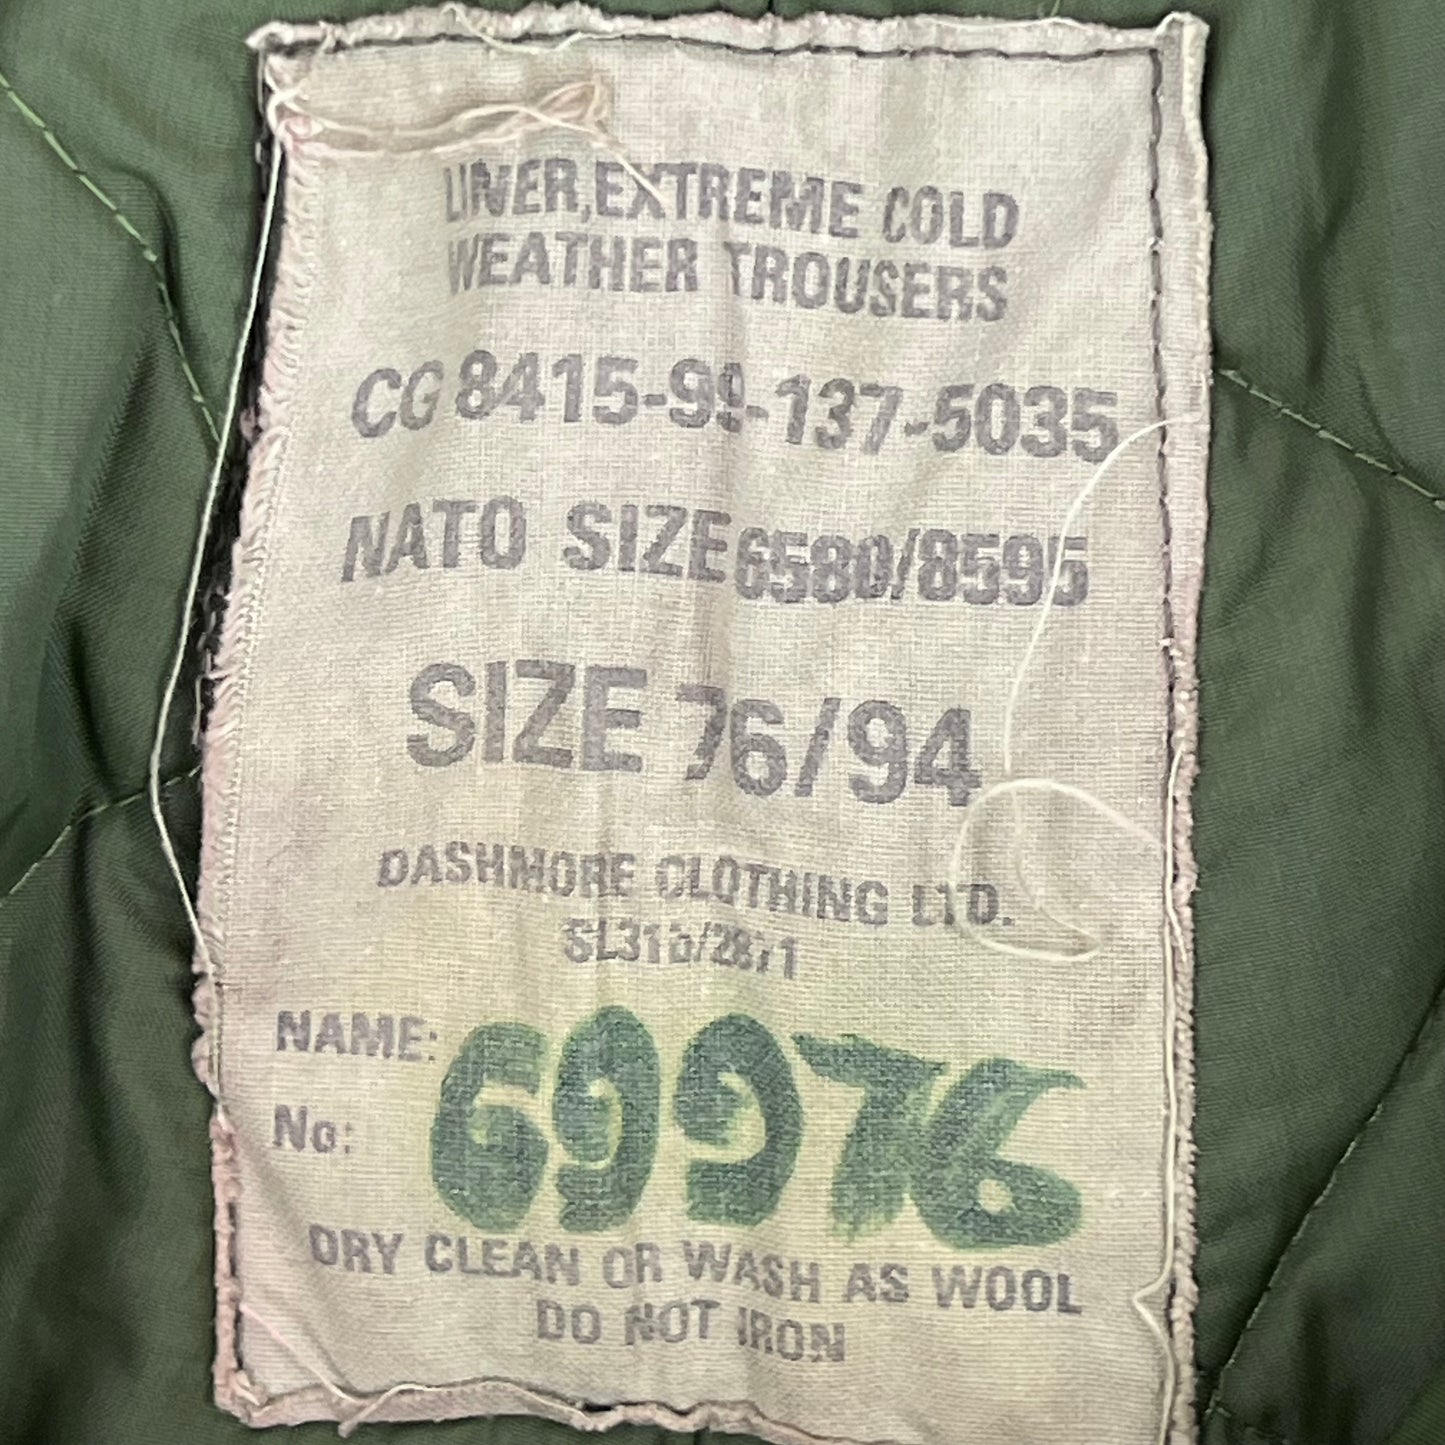 LINER, EXTREME COLD
WEATHER TROUSERS
CG 8415-99-137-5035
NATO SIZE 6580/8595
SIZE 76/94
DASHMORE CLOTHING LTD.
NAME:
69976
No:
DRY CLEAN OR WASH AS WOOL
DO NOT IRON